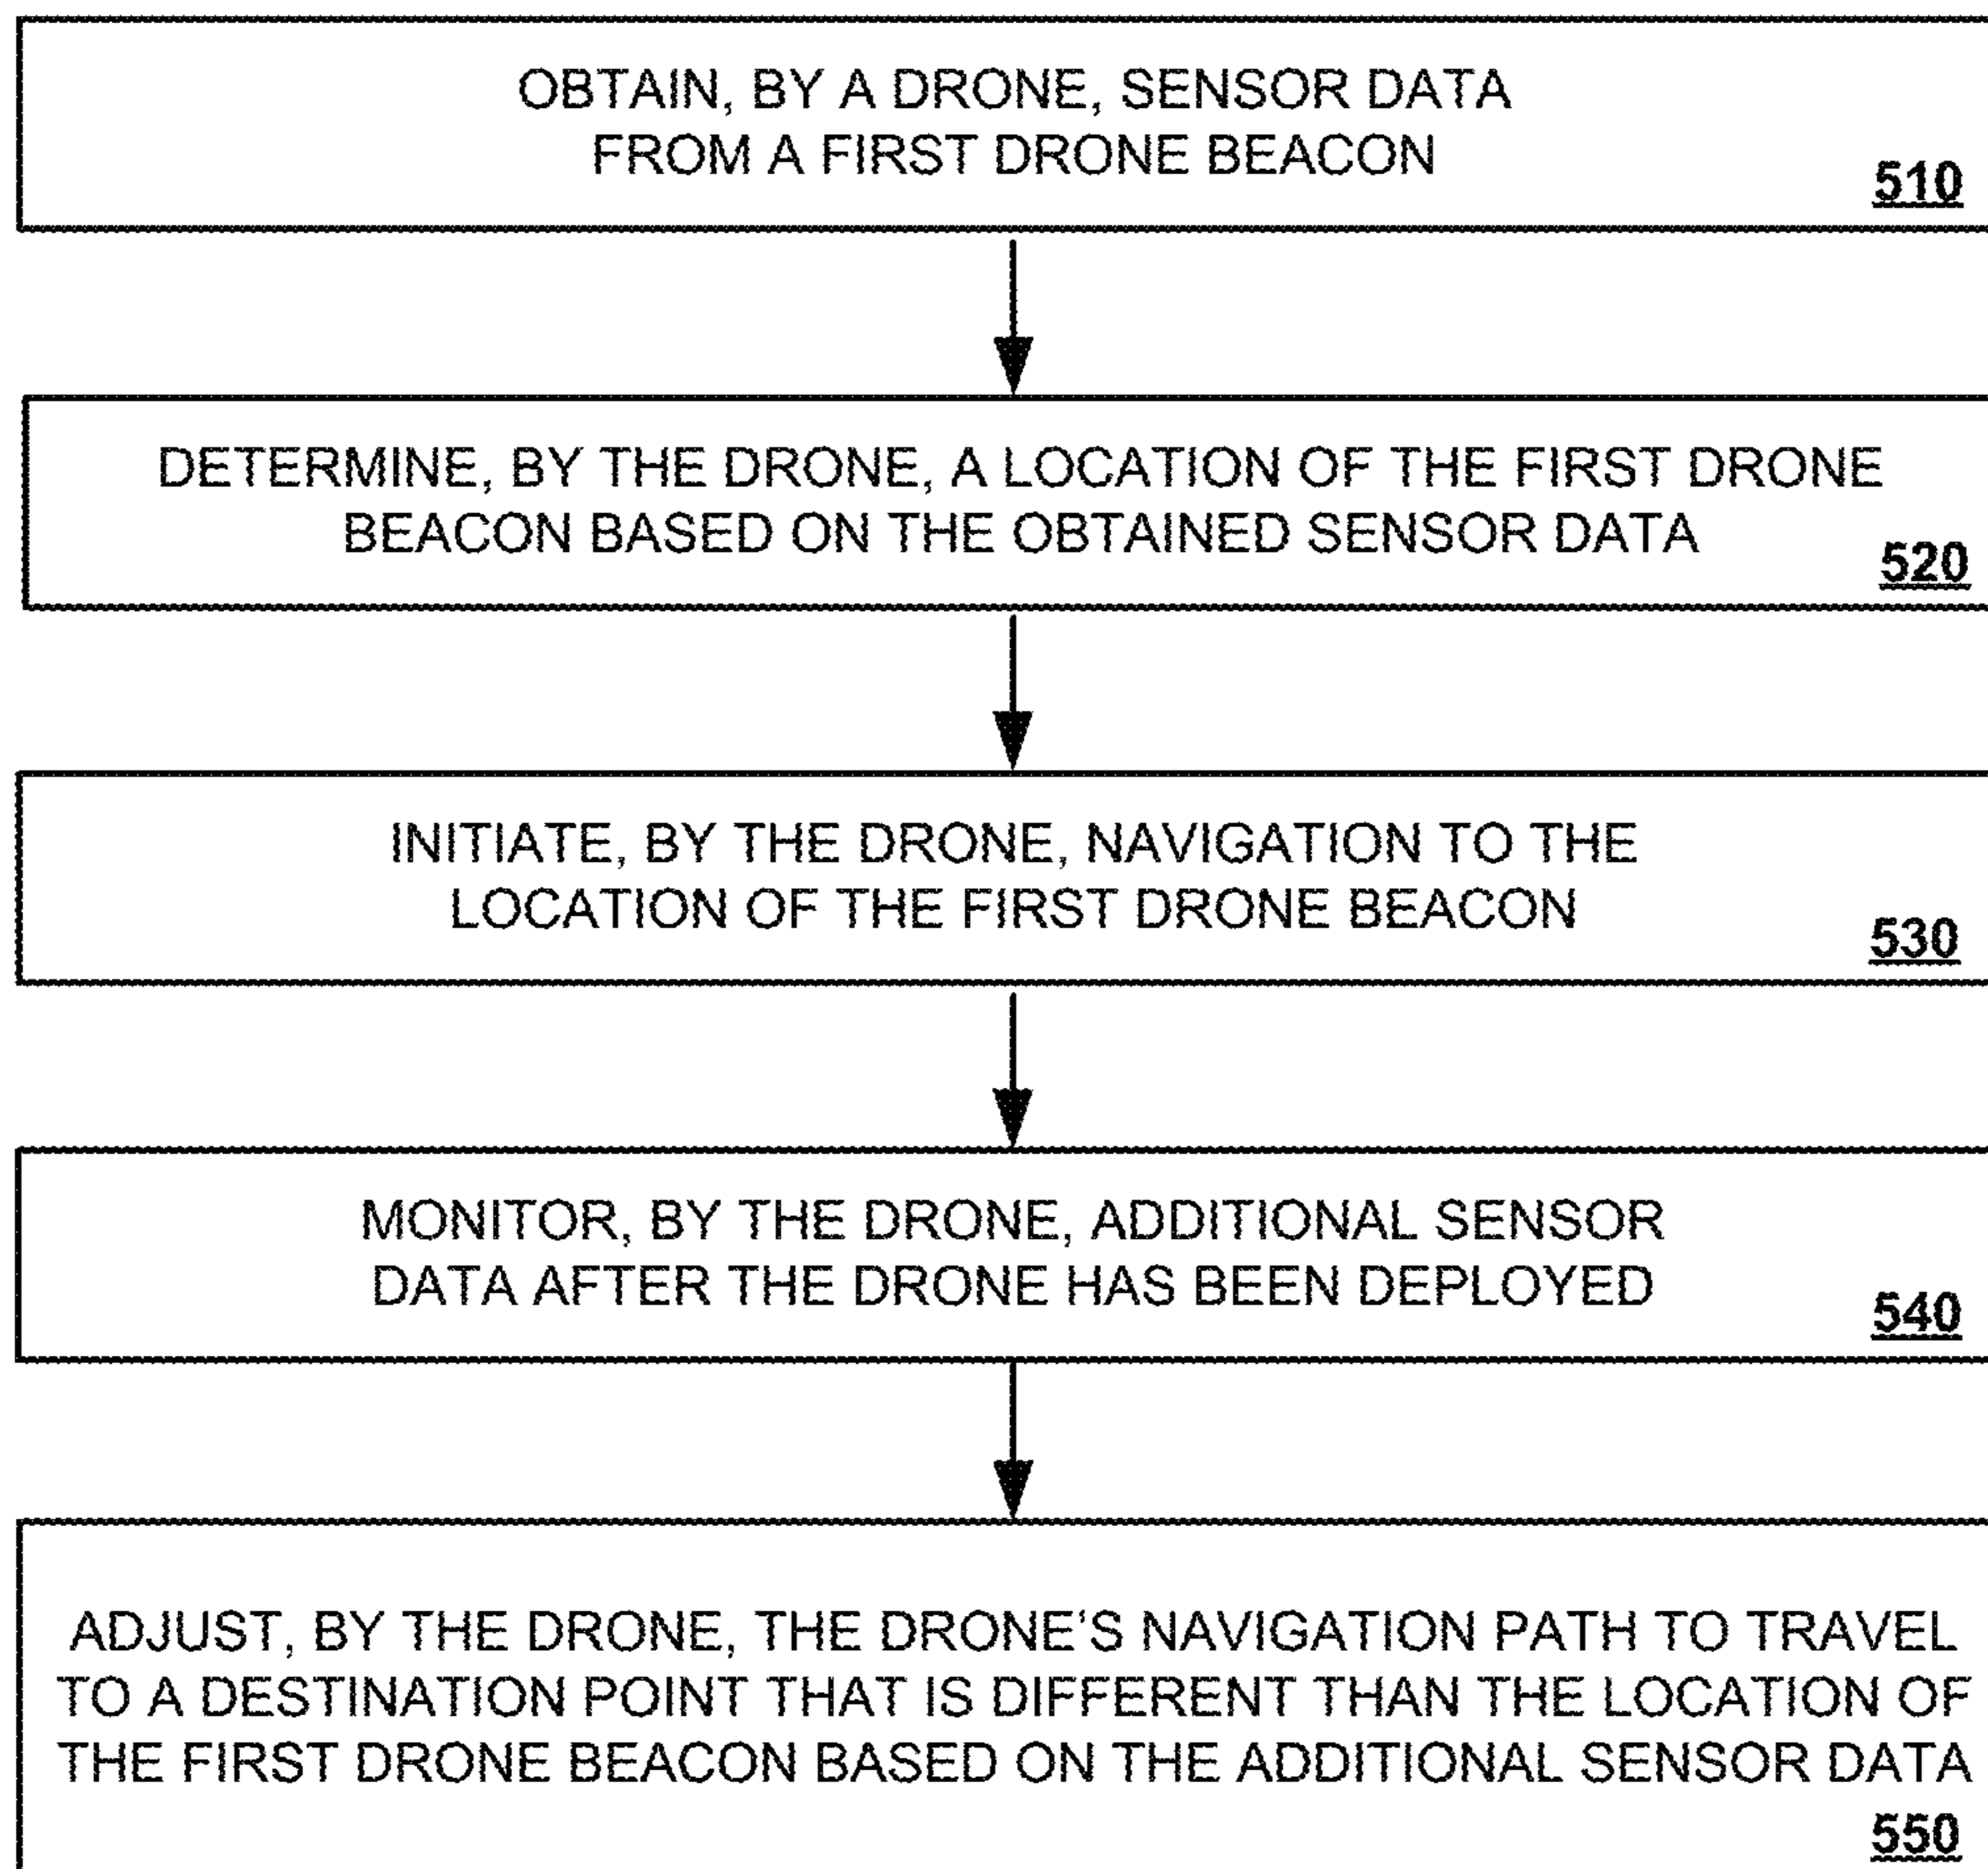 OBTAIN, BY A DRONE, SENSOR DATA
FROM A FIRST DRONE BEACON
510
DETERMINE, BY THE DRONE, A LOCATION OF THE FIRST DRONE
BEACON BASED ON THE OBTAINED SENSOR DATA
520
INITIATE, BY THE DRONE, NAVIGATION TO THE
LOCATION OF THE FIRST DRONE BEACON
530
MONITOR, BY THE DRONE, ADDITIONAL SENSOR
DATA AFTER THE DRONE HAS BEEN DEPLOYED
540
ADJUST, BY THE DRONE, THE DRONE'S NAVIGATION PATH TO TRAVEL
TO A DESTINATION POINT THAT IS DIFFERENT THAN THE LOCATION OF
THE FIRST DRONE BEACON BASED ON THE ADDITIONAL SENSOR DATA
550